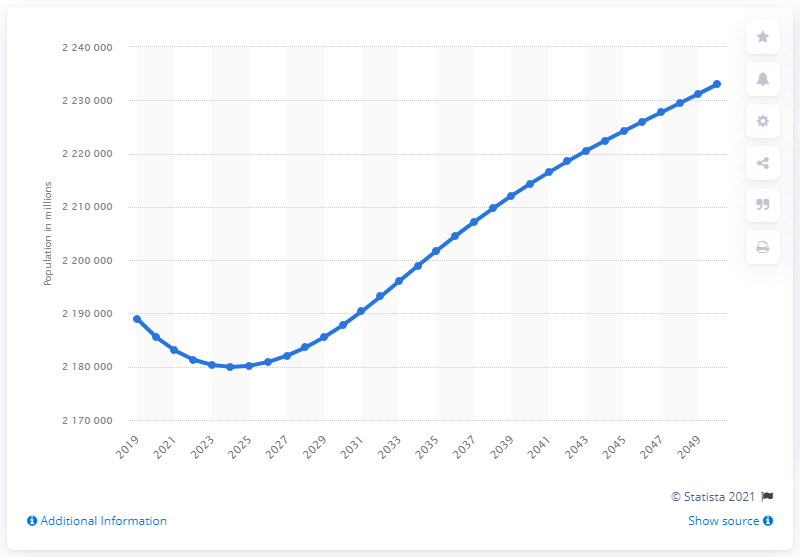 2 240 000
2 230 000
2 220 000
2 210 000
2 200 000
2 190 000
2 180 000
2 170 000
Population in millions
2019 2021 2023 2025 2027 2029 2031 2033 2035 2037 2039 2041 2043 2045 2047 2049
© Statista 2021
Additional Information
Show source